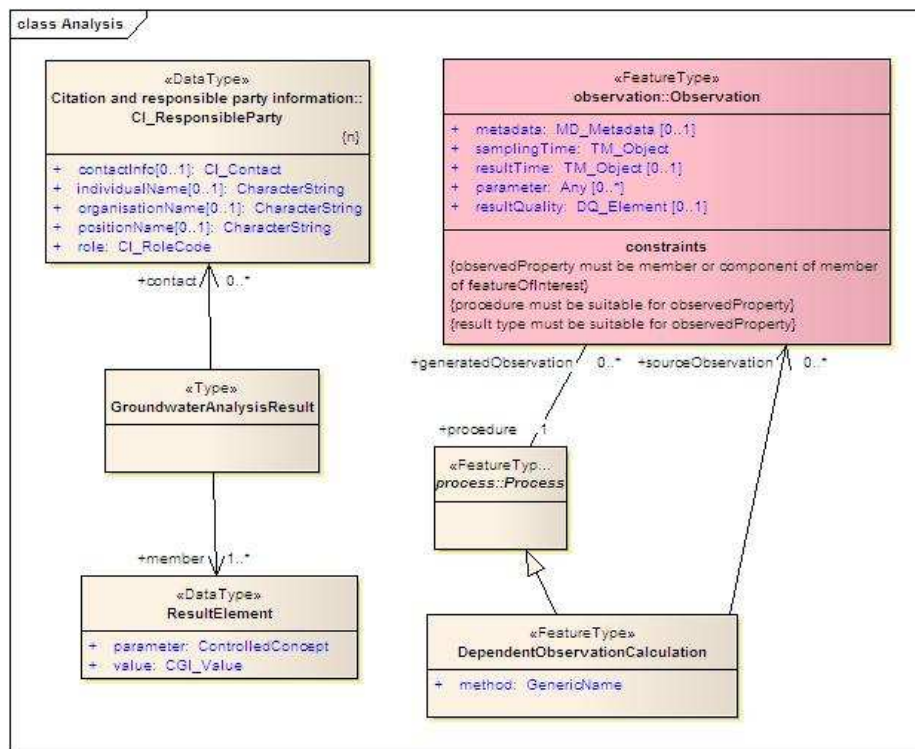 class Analysis
«DataType»
Citation and responsible party information::
CI_ResponsibleParty
{n}
+ contactInfo[0..1]: CI_Contact
+ individualName[0..1]: CharacterString
+ organisationName[0..1]: CharacterString
+ positionName[0..1]: CharacterString
+ role: CI_RoleCode
+contact 0..*
«Type»
GroundwaterAnalysisResult
+member 1..*
«DataType»
ResultElement
+ parameter: ControlledConcept
+ value: CGI_Value
«FeatureType»
observation::Observation
+ metadata: MD_Metadata [0..1]
+ samplingTime: TM_Object
+ resultTime: TM_Object [0..1]
+ parameter: Any [0..*]
+ resultQuality: DQ_Element [0..1]
constraints
{observedProperty must be member or component of member
of featureOfInterest}
{procedure must be suitable for observedProperty}
{result type must be suitable for observedProperty}
+generatedObservation 0..* +sourceObservation 0..*
+procedure 1
«FeatureTyp...
process::Process
«FeatureType»
DependentObservationCalculation
+ method: GenericName